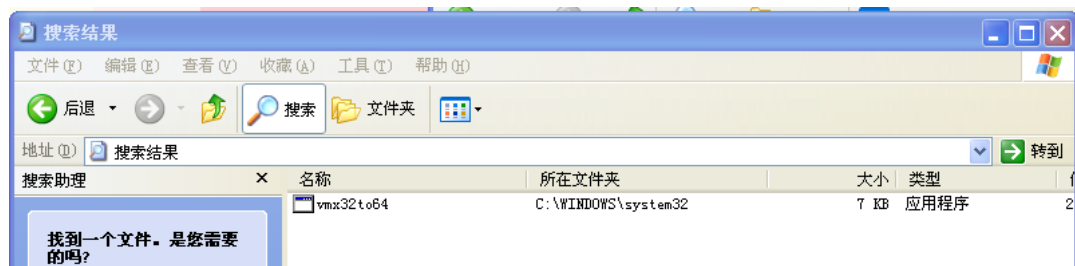 搜索结果
文件(F) 编辑(E) 查看(V) 收藏(A) 工具(T) 帮助(H)
后退 搜索 文件夹
地址(D) 搜索结果 转到
搜索助理 名称 所在文件夹 大小 类型
vmx32to64 C:\WINDOWS\system32 7 KB 应用程序 2
找到一个文件。是您需要
的吗?